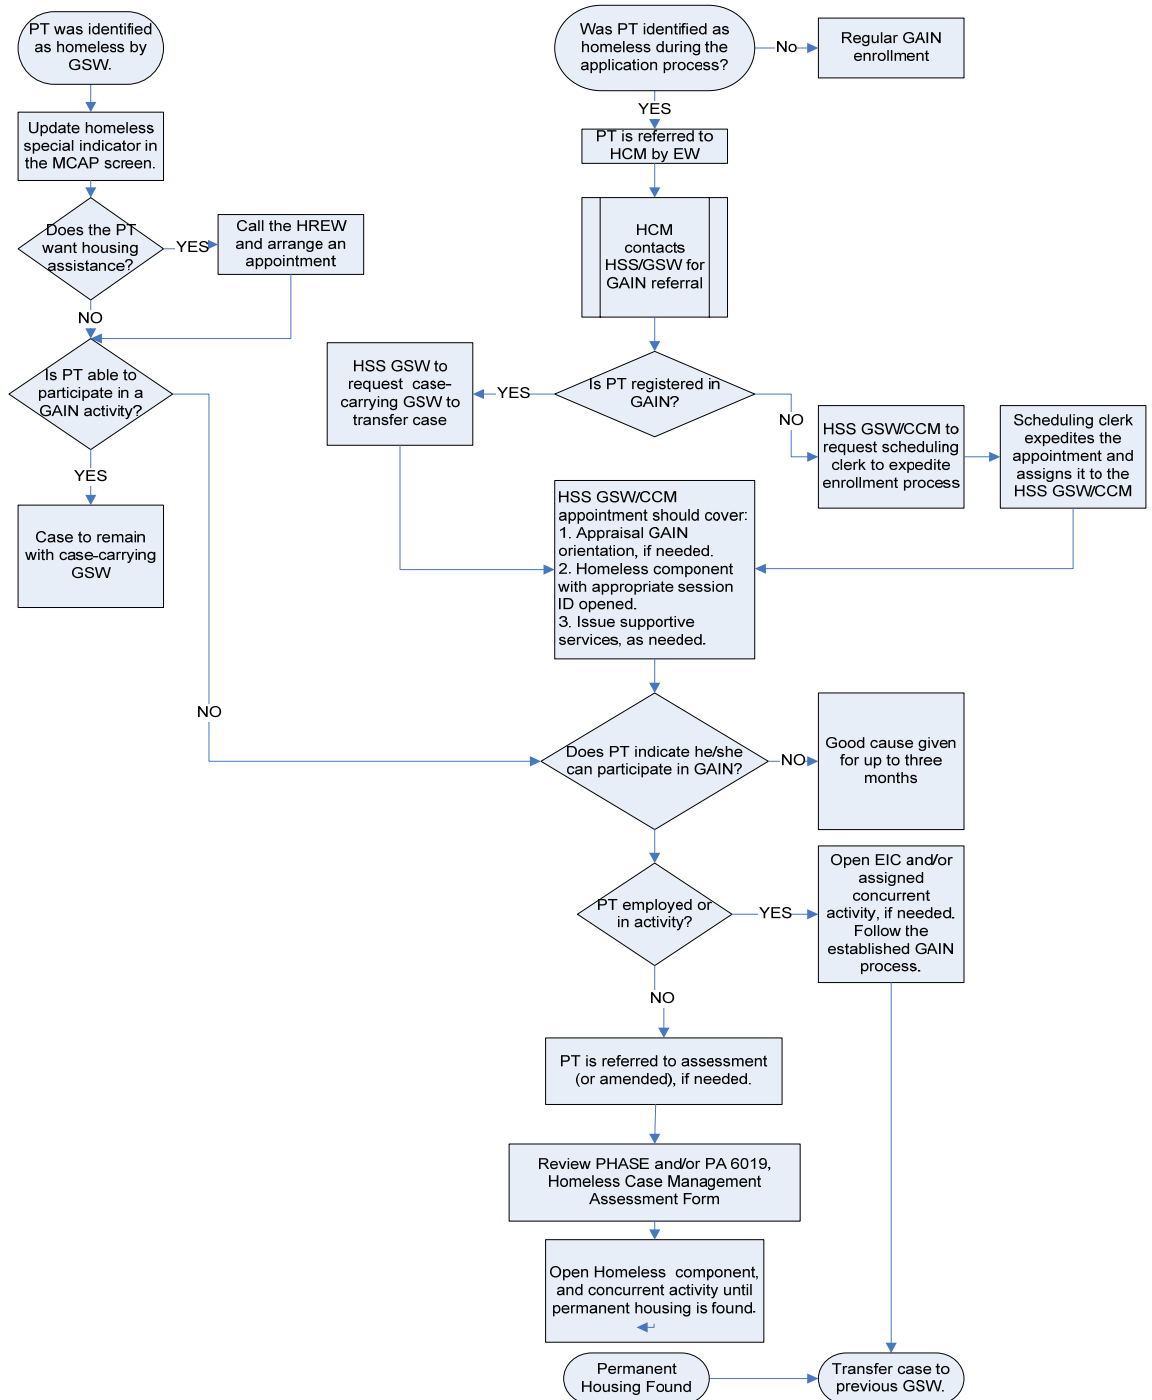 PT was identified
as homeless by
GSW.
Update homeless
special indicator in
the MCAP screen.
Does the PT
want housing
assistance?
YES
Call the HREW
and arrange an
appointment
NO
Is PT able to
participate in a
GAIN activity?
YES
Case to remain
with case-carrying
GSW
NO
Was PT identified as
homeless during the
application process?
No
Regular GAIN
enrollment
YES
PT is referred to
HCM by EW
HCM
contacts
HSS/GSW for
GAIN referral
Is PT registered in
GAIN?
YES
HSS GSW to
request case-
carrying GSW to
transfer case
NO
HSS GSW/CCM to
request scheduling
clerk to expedite
enrollment process
Scheduling clerk
expedites the
appointment and
assigns it to the
HSS GSW/CCM
HSS GSW/CCM
appointment should cover:
1. Appraisal GAIN
orientation, if needed.
2. Homeless component
with appropriate session
ID opened.
3. Issue supportive
services, as needed.
Does PT indicate he/she
can participate in GAIN?
NO
Good cause given
for up to three
months
PT employed or
in activity?
YES
Open EIC and/or
assigned
concurrent
activity, if needed.
Follow the
established GAIN
process.
NO
PT is referred to assessment
(or amended), if needed.
Review PHASE and/or PA 6019,
Homeless Case Management
Assessment Form
Open Homeless component,
and concurrent activity until
permanent housing is found.
Permanent
Housing Found
Transfer case to
previous GSW.